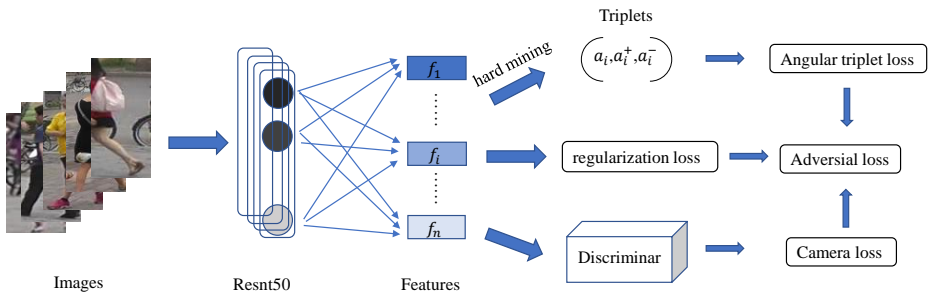 Triplets
hard mining
(a_i, a_i^+, a_i^-)
Angular triplet loss
f_1
f_i
regularization loss
Adversial loss
f_n
Discriminar
Camera loss
Images
Resnt50
Features